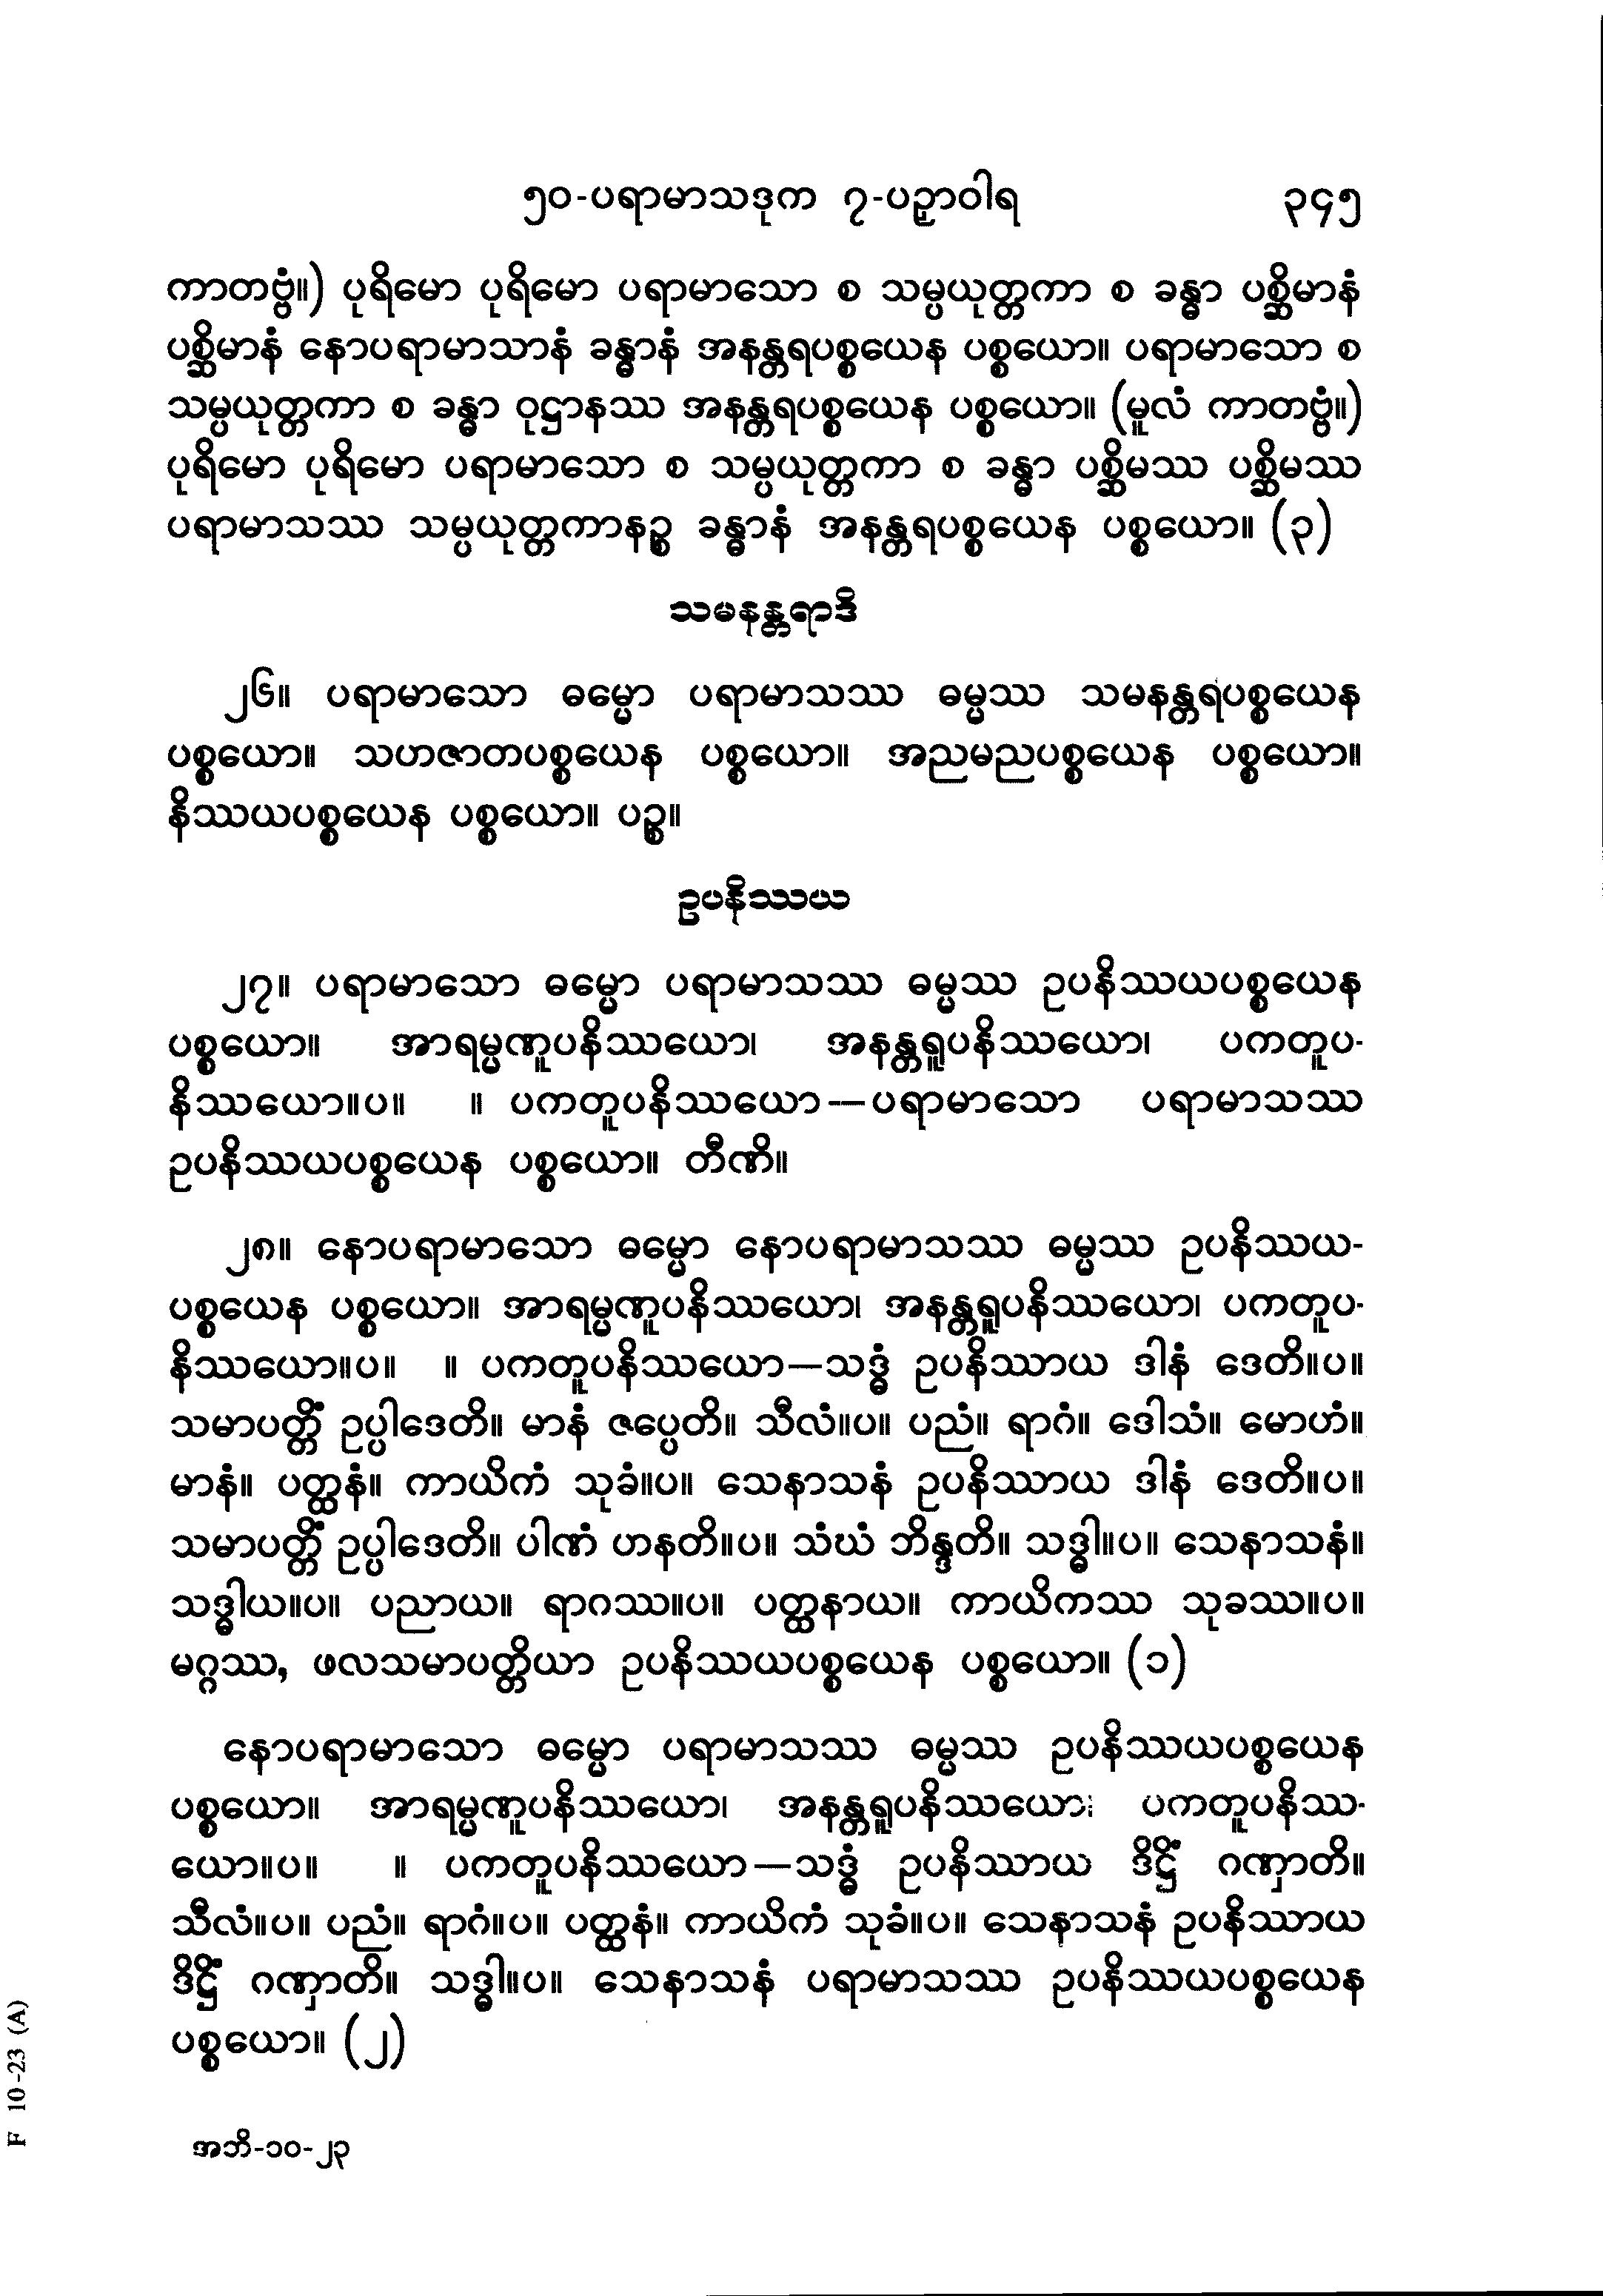 ၅၀-ပရာမာသဒုက ၇-ပဉှာဝါရ ၃၄၅
ကာတဗ္ဗံ။) ပုရိမော ပုရိမော ပရာမာသော စ သမ္ပယုတ္တကာ စ ခန္ဓာ ပစ္ဆိမာနံ
ပစ္ဆိမာနံ နောပရာမာသာနံ ခန္ဓာနံ အနန္တရပစ္စယေန ပစ္စယော။ ပရာမာသော စ
သမ္ပယုတ္တကာ စ ခန္ဓာ ဝုဋ္ဌာနဿ အနန္တရပစ္စယေန ပစ္စယော။ (မူလံ ကာတဗ္ဗံ။)
ပုရိမော ပုရိမော ပရာမာသော စ သမ္ပယုတ္တကာ စ ခန္ဓာ ပစ္ဆိမဿ ပစ္ဆိမဿ
ပရာမာသဿ သမ္ပယုတ္တကာနဉ္စ ခန္ဓာနံ အနန္တရပစ္စယေန ပစ္စယော။ (၃)
သမနန္တရာဒိ
၂၆။ ပရာမာသော ဓမ္မော ပရာမာသဿ ဓမ္မဿ သမနန္တရပစ္စယေန
ပစ္စယော။ သဟဇာတပစ္စယေန ပစ္စယော။ အညမညပစ္စယေန ပစ္စယော။
နိဿယပစ္စယေန ပစ္စယော။ ပဉ္စ။
ဥပနိဿယ
၂၇။ ပရာမာသော ဓမ္မော ပရာမာသဿ ဓမ္မဿ ဥပနိဿယပစ္စယေန
ပစ္စယော။ အာရမ္မဏူပနိဿယော၊ အနန္တရူပနိဿယော၊ ပကတူပ-
နိဿယော။ပ။ ။ ပကတူပနိဿယော—ပရာမာသော ပရာမာသဿ
ဥပနိဿယပစ္စယေန ပစ္စယော။ တီဏိ။
၂၈။ နောပရာမာသော ဓမ္မော နောပရာမာသဿ ဓမ္မဿ ဥပနိဿယ-
ပစ္စယေန ပစ္စယော။ အာရမ္မဏူပနိဿယော၊ အနန္တရူပနိဿယော၊ ပကတူပ-
နိဿယော။ပ။ ။ ပကတူပနိဿယော—သဒ္ဓံ ဥပနိဿာယ ဒါနံ ဒေတိ။ပ။
သမာပတ္တိံ ဥပ္ပါဒေတိ။ မာနံ ဇပ္ပေတိ။ သီလံ။ပ။ ပညံ။ ရာဂံ။ ဒေါသံ။ မောဟံ။
မာနံ။ ပတ္ထနံ။ ကာယိကံ သုခံ။ပ။ သေနာသနံ ဥပနိဿာယ ဒါနံ ဒေတိ။ပ။
သမာပတ္တိံ ဥပ္ပါဒေတိ။ ပါဏံ ဟနတိ။ပ။ သံဃံ ဘိန္ဒတိ။ သဒ္ဓါ။ပ။ သေနာသနံ။
သဒ္ဓါယ။ပ။ ပညာယ။ ရာဂဿ။ပ။ ပတ္ထနာယ။ ကာယိကဿ သုခဿ။ပ။
မဂ္ဂဿ, ဖလသမာပတ္တိယာ ဥပနိဿယပစ္စယေန ပစ္စယော။ (၁)
နောပရာမာသော ဓမ္မော ပရာမာသဿ ဓမ္မဿ ဥပနိဿယပစ္စယေန
ပစ္စယော။ အာရမ္မဏူပနိဿယော၊ အနန္တရူပနိဿယော၊ ပကတူပနိဿ-
ယော။ပ။ ။ ပကတူပနိဿယော—သဒ္ဓံ ဥပနိဿာယ ဒိဋ္ဌိံ ဂဏှာတိ။
သီလံ။ပ။ ပညံ။ ရာဂံ။ပ။ ပတ္ထနံ။ ကာယိကံ သုခံ။ပ။ သေနာသနံ ဥပနိဿာယ
ဒိဋ္ဌိံ ဂဏှာတိ။ သဒ္ဓါ။ပ။ သေနာသနံ ပရာမာသဿ ဥပနိဿယပစ္စယေန
ပစ္စယော။ (၂)
အဘိ-၁၀-၂၃
F 10-23 (A)